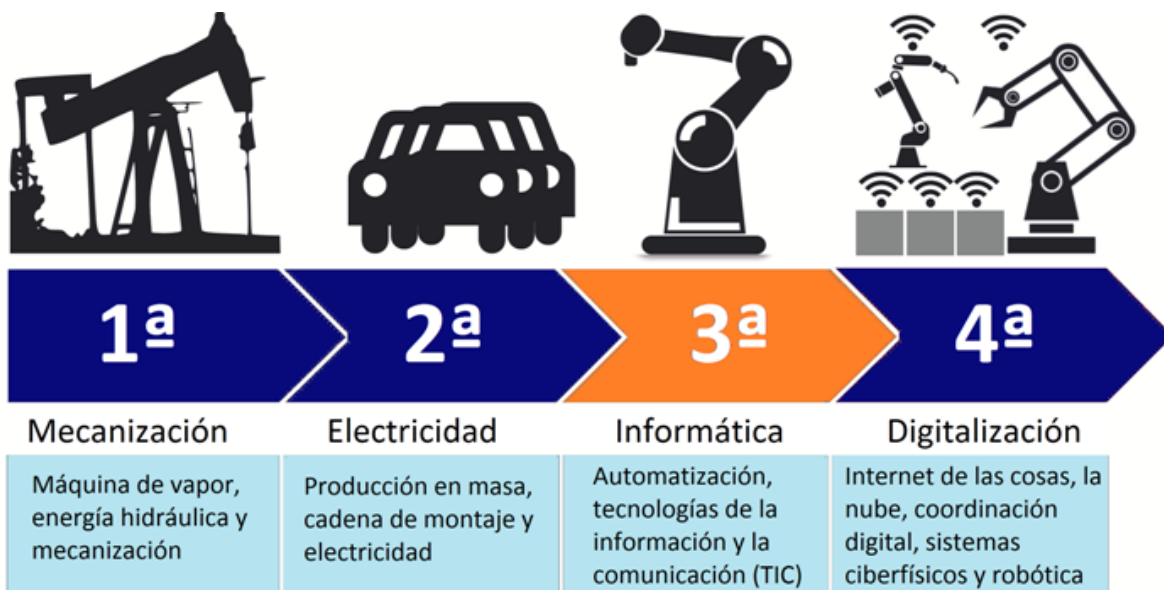 1ª
2ª
3ª
4ª
Mecanización
Electricidad
Informática
Digitalización
Máquina de vapor,
energía hidráulica y
mecanización
Producción en masa,
cadena de montaje y
electricidad
Automatización,
tecnologías de la
información y la
comunicación (TIC)
Internet de las cosas, la
nube, coordinación
digital, sistemas
ciberfísicos y robótica